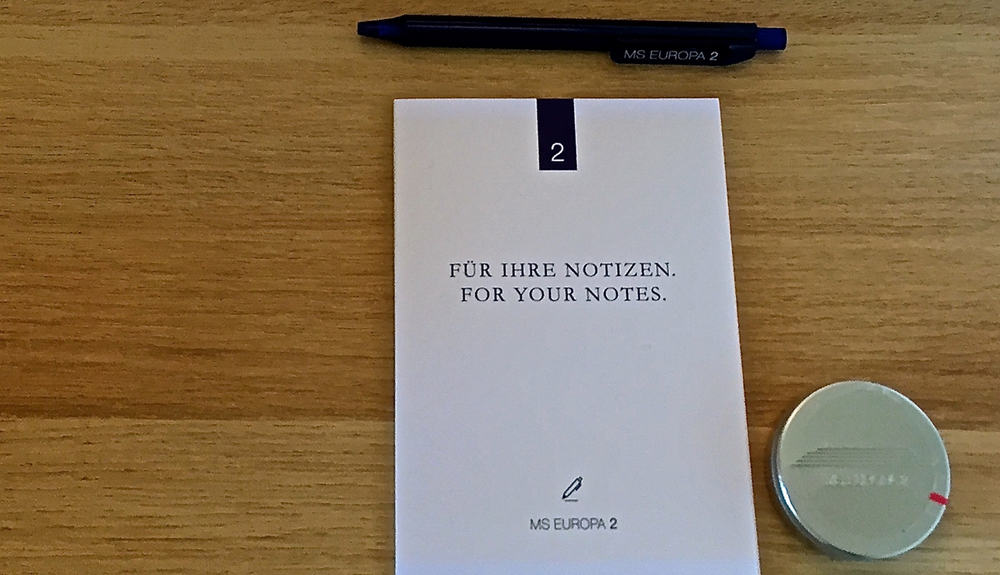 MS EUROPA 2
2
FÜR IHRE NOTIZEN.
FOR YOUR NOTES.
MS EUROPA 2